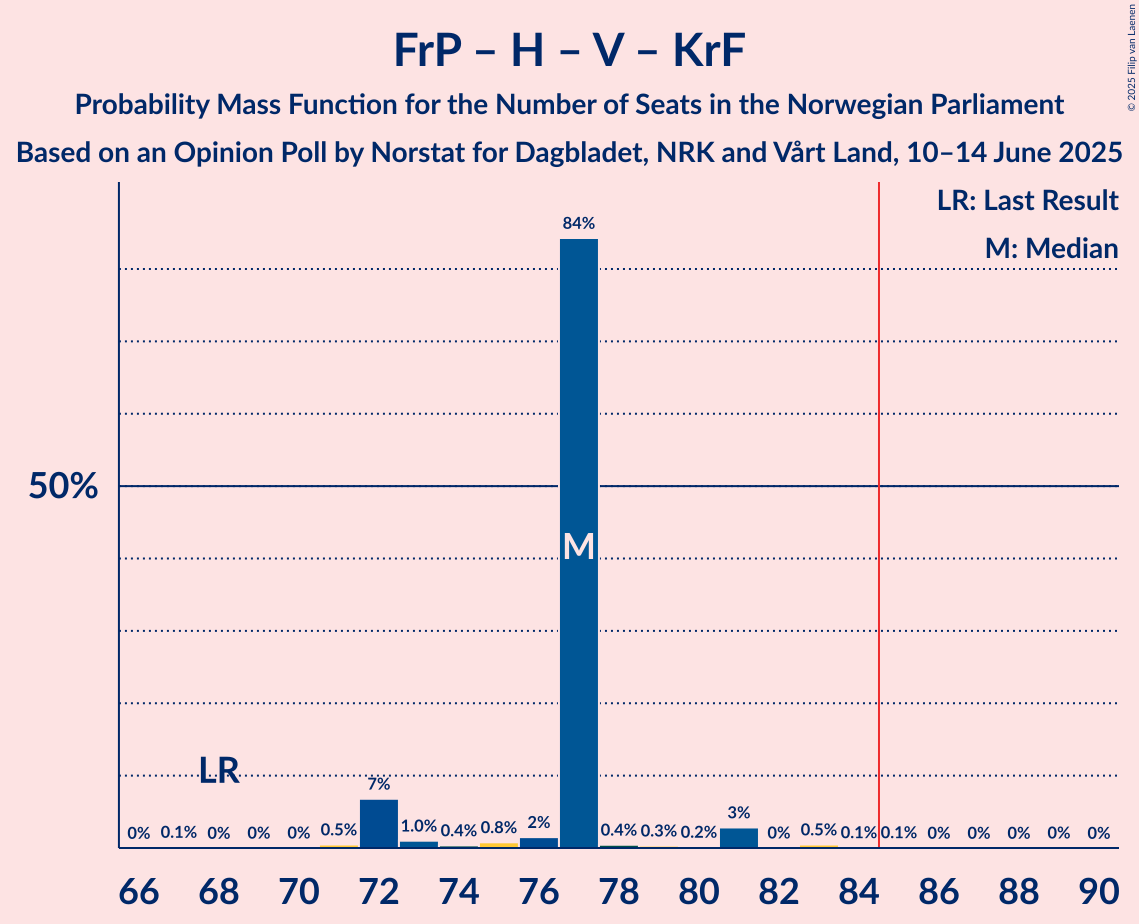 FrP – H – V – KrF
Probability Mass Function for the Number of Seats in the Norwegian Parliament
Based on an Opinion Poll by Norstat for Dagbladet, NRK and Vårt Land, 10–14 June 2025
© 2025 Filip van Laenen
LR: Last Result
M: Median
84%
50%
M
LR
7%
0% 0.1% 0% 0% 0% 0.5% 1.0% 0.4% 0.8% 2% 0.4% 0.3% 0.2% 3% 0% 0.5% 0.1% 0.1% 0% 0% 0% 0% 0%
66 68 70 72 74 76 78 80 82 84 86 88 90